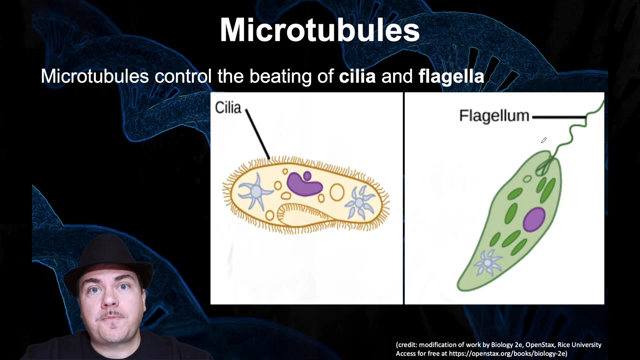 Microtubules
Microtubules control the beating of cilia and flagella
Cilia
Flagellum
(credit: modification of work by Biology 2e, OpenStax, Rice University
Access for free at https://openstax.org/books/biology-2e)